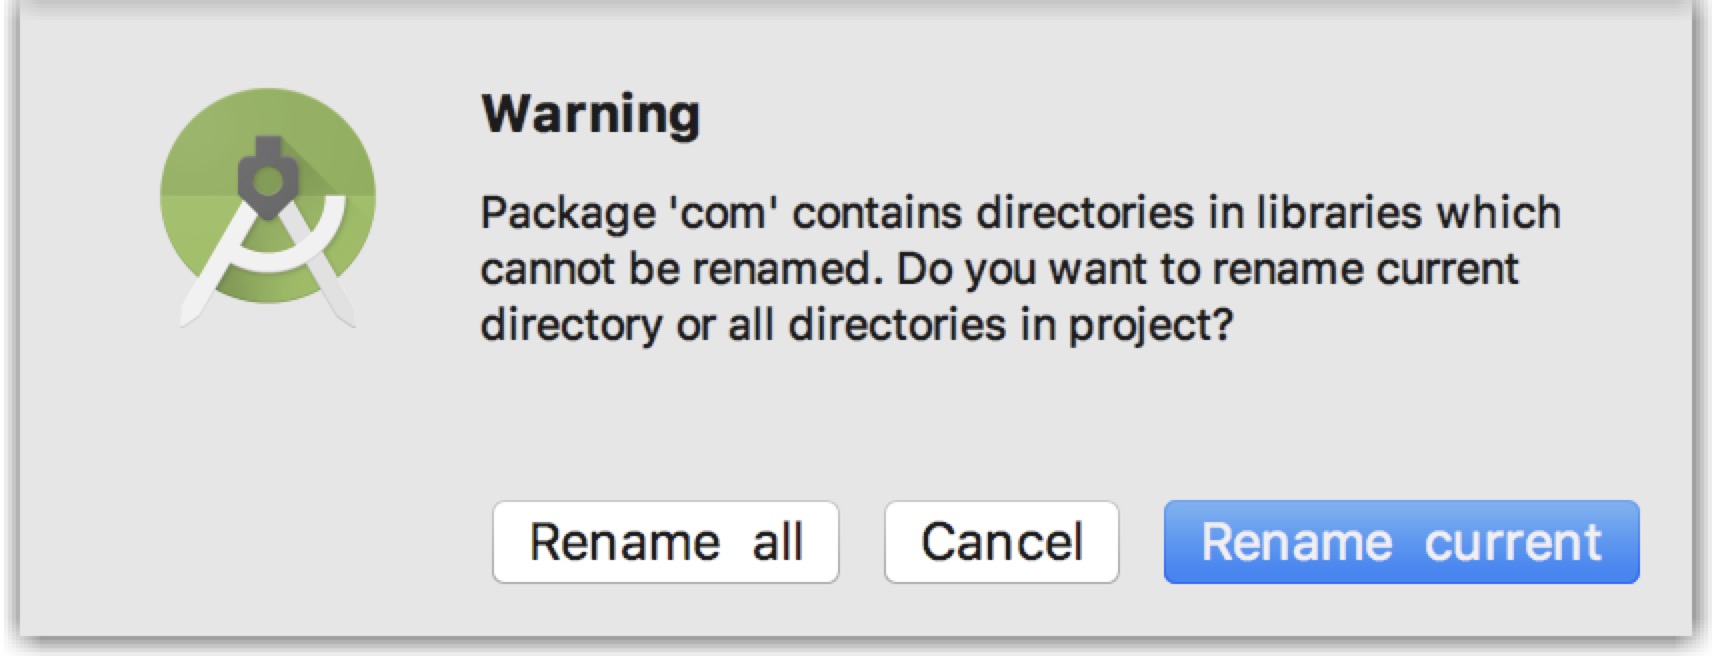 Warning
Package 'com' contains directories in libraries which
cannot be renamed. Do you want to rename current
directory or all directories in project?
Rename all
Cancel
Rename current